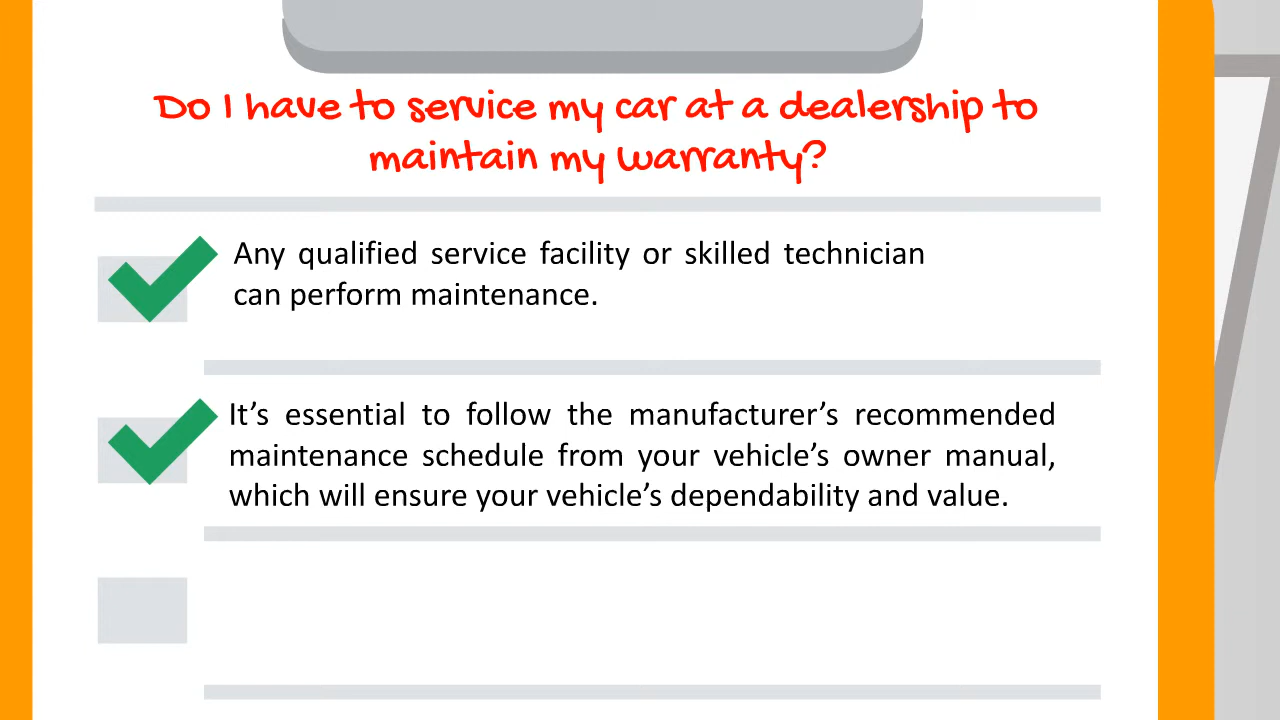 Do I have to service my car at a dealership to
maintain my warranty?
Any qualified service facility or skilled technician
can perform maintenance.
It’s essential to follow the manufacturer’s recommended
maintenance schedule from your vehicle’s owner manual,
which will ensure your vehicle’s dependability and value.